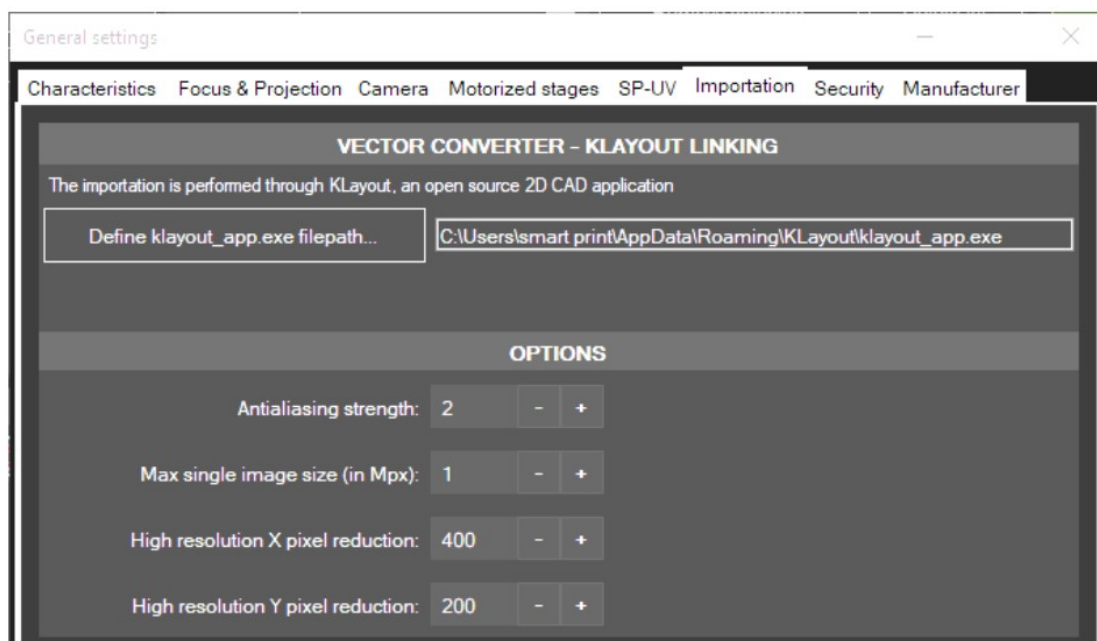 General settings
Characteristics Focus & Projection Camera Motorized stages SP-UV Importation Security Manufacturer
VECTOR CONVERTER - KLAYOUT LINKING
The importation is performed through KLayout, an open source 2D CAD application
Define klayout_app.exe filepath... C:\Users\smart print\AppData\Roaming\KLayout\klayout_app.exe
OPTIONS
Antialiasing strength: 2 - +
Max single image size (in Mpx): 1 - +
High resolution X pixel reduction: 400 - +
High resolution Y pixel reduction: 200 - +